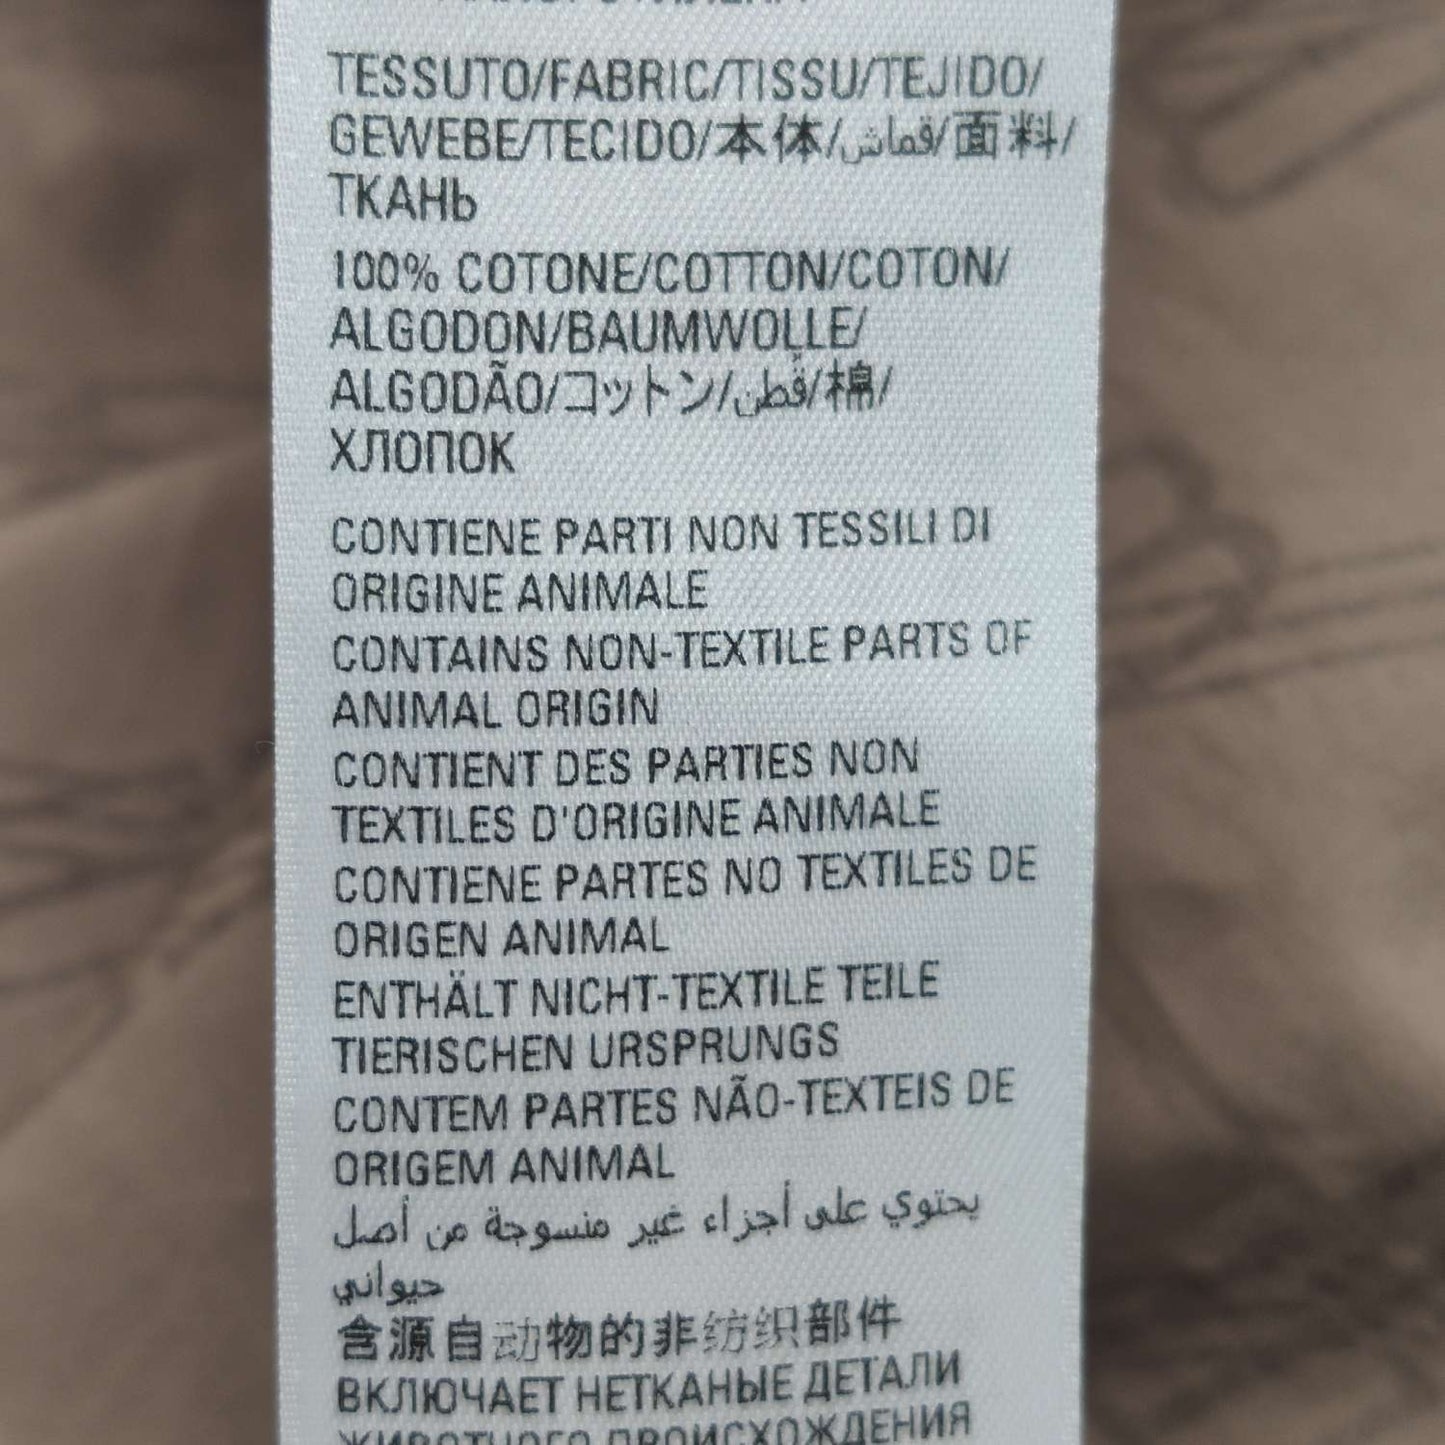 TESSUTO/FABRIC/TISSU/TEJIDO/
GEWEBE/TECIDO/本体/قماش/面料/
ТКАНЬ
100% COTONE/COTTON/COTON/
ALGODON/BAUMWOLLE/
ALGODÃO/コットン/قُطن/棉/
ХЛОПОК
CONTIENE PARTI NON TESSILI DI
ORIGINE ANIMALE
CONTAINS NON-TEXTILE PARTS OF
ANIMAL ORIGIN
CONTIENT DES PARTIES NON
TEXTILES D'ORIGINE ANIMALE
CONTIENE PARTES NO TEXTILES DE
ORIGEN ANIMAL
ENTHÄLT NICHT-TEXTILE TEILE
TIERISCHEN URSPRUNGS
CONTEM PARTES NÃO-TEXTEIS DE
ORIGEM ANIMAL
يحتوي على أجزاء غير منسوجة من أصل
حيواني
含源自动物的非纺织部件
ВКЛЮЧАЕТ НЕТКАНЫЕ ДЕТАЛИ
ЖИВОТНОГО ПРОИСХОЖДЕНИЯ